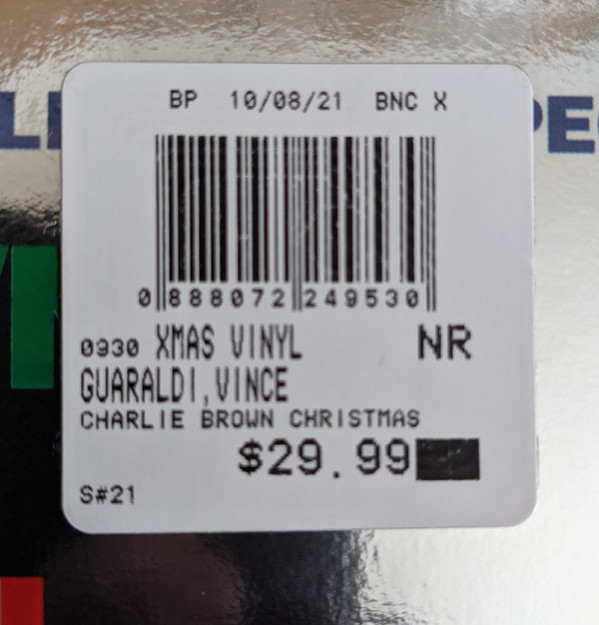 BP 10/08/21 BNC X
0 888072 249530
0930 XMAS VINYL NR
GUARALDI,VINCE
CHARLIE BROWN CHRISTMAS
$29.99
S#21